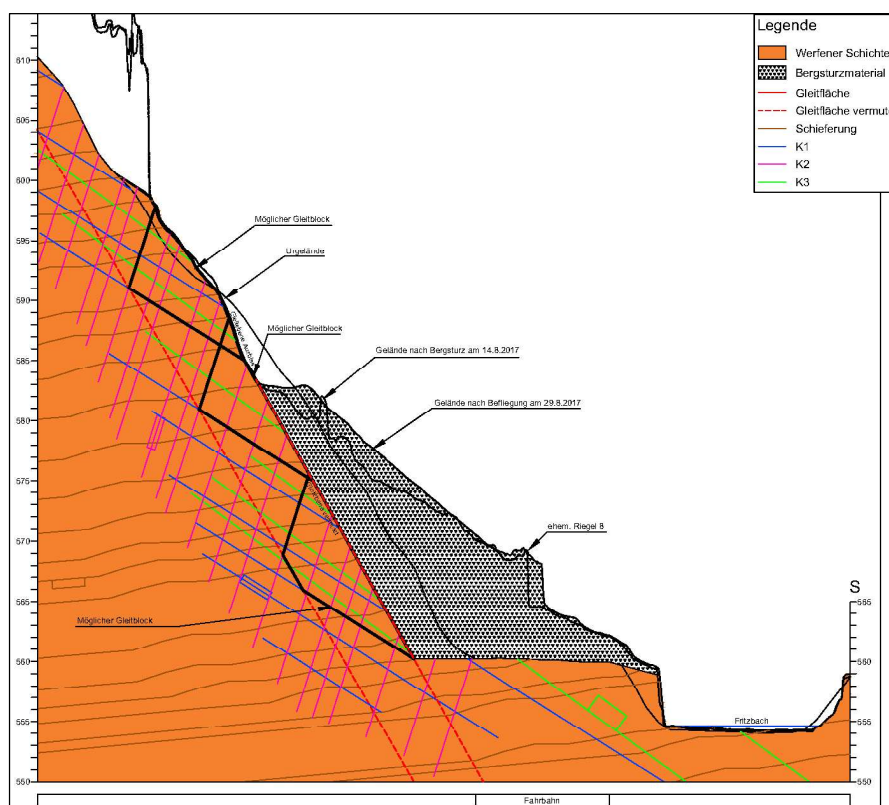 Legende
Werfener Schichte
Bergsturzmaterial
Gleitfläche
Gleitfläche vermute
Schieferung
K1
K2
K3
610
605
600
595
590
585
580
575
570
565
560
555
550
Möglicher Gleitblock
Urgelände
Möglicher Gleitblock
Gelände nach Bergsturz am 14.8.2017
Gelände nach Befliegung am 29.8.2017
ehem. Riegel 8
Möglicher Gleitblock
S
565
560
565
550
Fritzbach
Fahrbahn